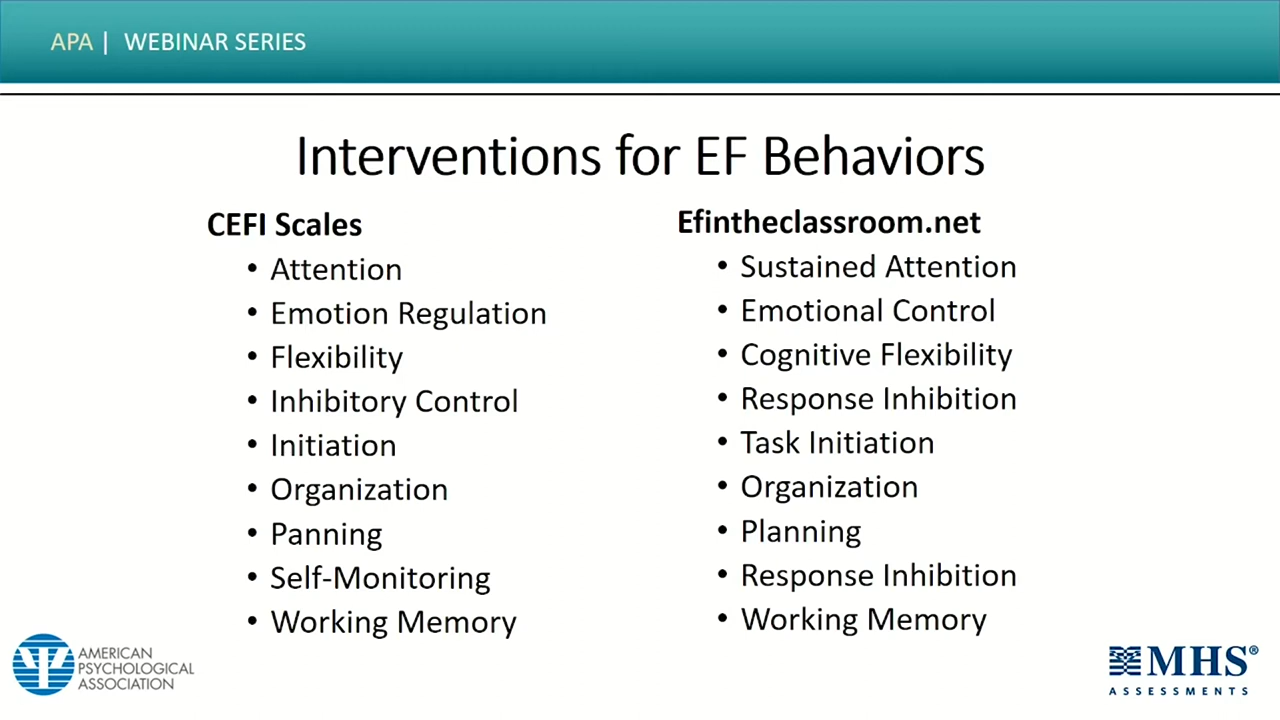 APA | WEBINAR SERIES
Interventions for EF Behaviors
CEFI Scales
• Attention
• Emotion Regulation
• Flexibility
• Inhibitory Control
• Initiation
• Organization
• Panning
• Self-Monitoring
• Working Memory
Efintheclassroom.net
• Sustained Attention
• Emotional Control
• Cognitive Flexibility
• Response Inhibition
• Task Initiation
• Organization
• Planning
• Response Inhibition
• Working Memory
AMERICAN
PSYCHOLOGICAL
ASSOCIATION
MHS®
ASSESSMENTS